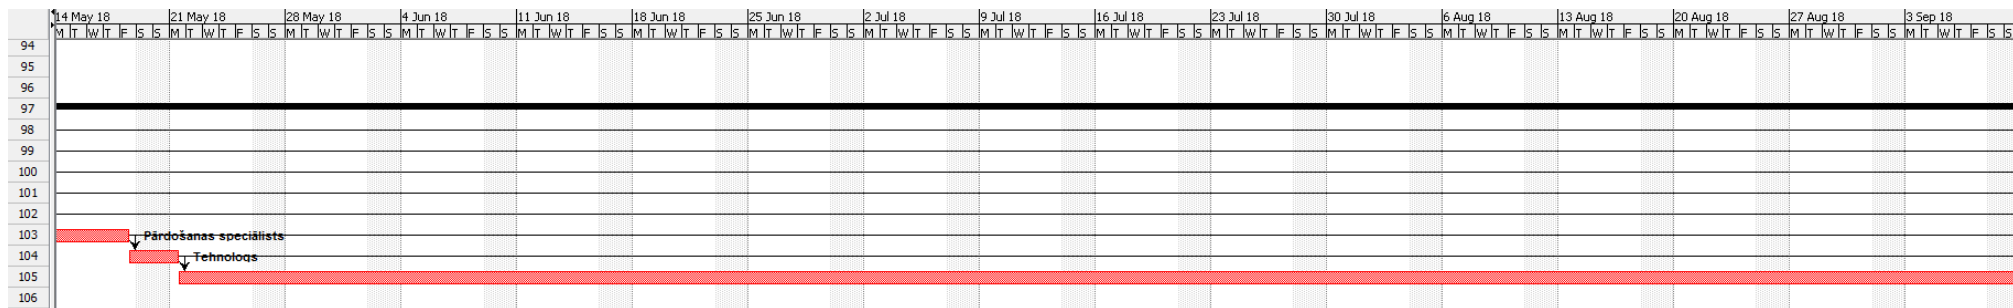 14 May 18 21 May 18 28 May 18 4 Jun 18 11 Jun 18 18 Jun 18 25 Jun 18 2 Jul 18 9 Jul 18 16 Jul 18 23 Jul 18 30 Jul 18 6 Aug 18 13 Aug 18 20 Aug 18 27 Aug 18 3 Sep 18
M T W T F S S M T W T F S S M T W T F S S M T W T F S S M T W T F S S M T W T F S S M T W T F S S M T W T F S S M T W T F S S M T W T F S S M T W T F S S M T W T F S S M T W T F S S M T W T F S S M T W T F S S M T W T F S S M T W T F S S
94
95
96
97
98
99
100
101
102
103 Pārdošanas speciālists
104 Tehnologs
105
106